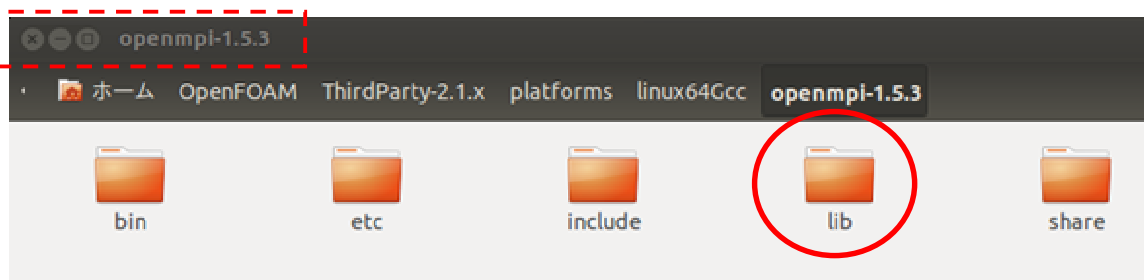 openmpi-1.5.3
ホーム OpenFOAM ThirdParty-2.1.x platforms linux64Gcc openmpi-1.5.3
bin etc include lib share